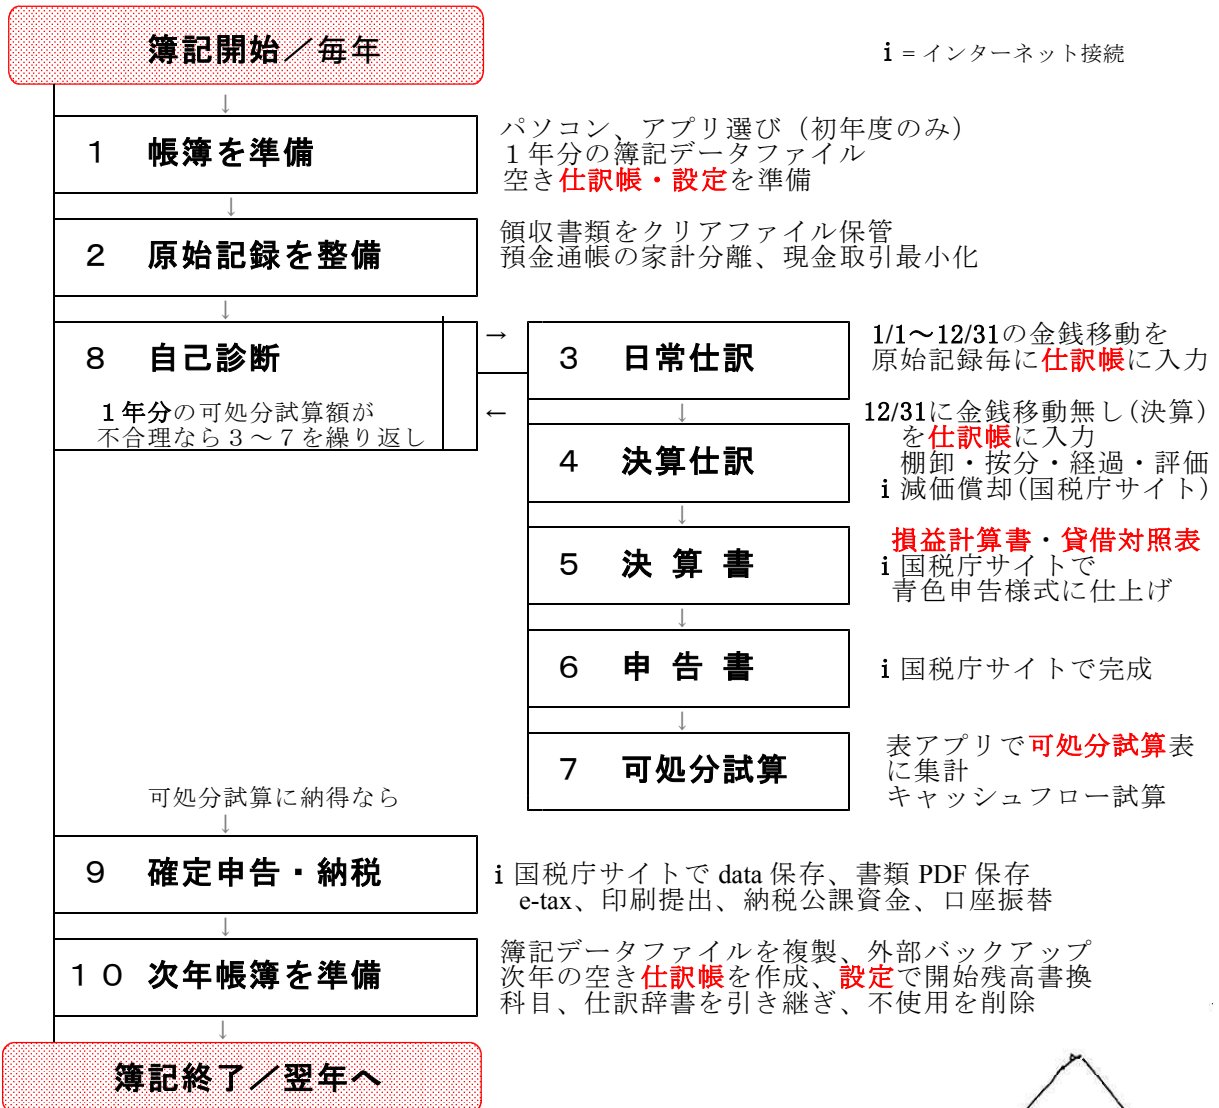 簿記開始／毎年
i = インターネット接続
↓
1 帳簿を準備
パソコン、アプリ選び（初年度のみ）
１年分の簿記データファイル
空き仕訳帳・設定を準備
↓
2 原始記録を整備
領収書類をクリアファイル保管
預金通帳の家計分離、現金取引最小化
↓
8 自己診断
１年分の可処分試算額が
不合理なら３～７を繰り返し
→
←
3 日常仕訳
1/1～12/31の金銭移動を
原始記録毎に仕訳帳に入力
↓
4 決算仕訳
12/31に金銭移動無し(決算)
を仕訳帳に入力
棚卸・按分・経過・評価
i 減価償却(国税庁サイト)
↓
5 決 算 書
損益計算書・貸借対照表
i 国税庁サイトで
青色申告様式に仕上げ
↓
6 申 告 書
i 国税庁サイトで完成
↓
7 可処分試算
表アプリで可処分試算表
に集計
キャッシュフロー試算
可処分試算に納得なら
↓
9 確定申告・納税
i 国税庁サイトで data 保存、書類 PDF 保存
e-tax、印刷提出、納税公課資金、口座振替
↓
１０ 次年帳簿を準備
簿記データファイルを複製、外部バックアップ
次年の空き仕訳帳を作成、設定で開始残高書換
科目、仕訳辞書を引き継ぎ、不使用を削除
↓
簿記終了／翌年へ